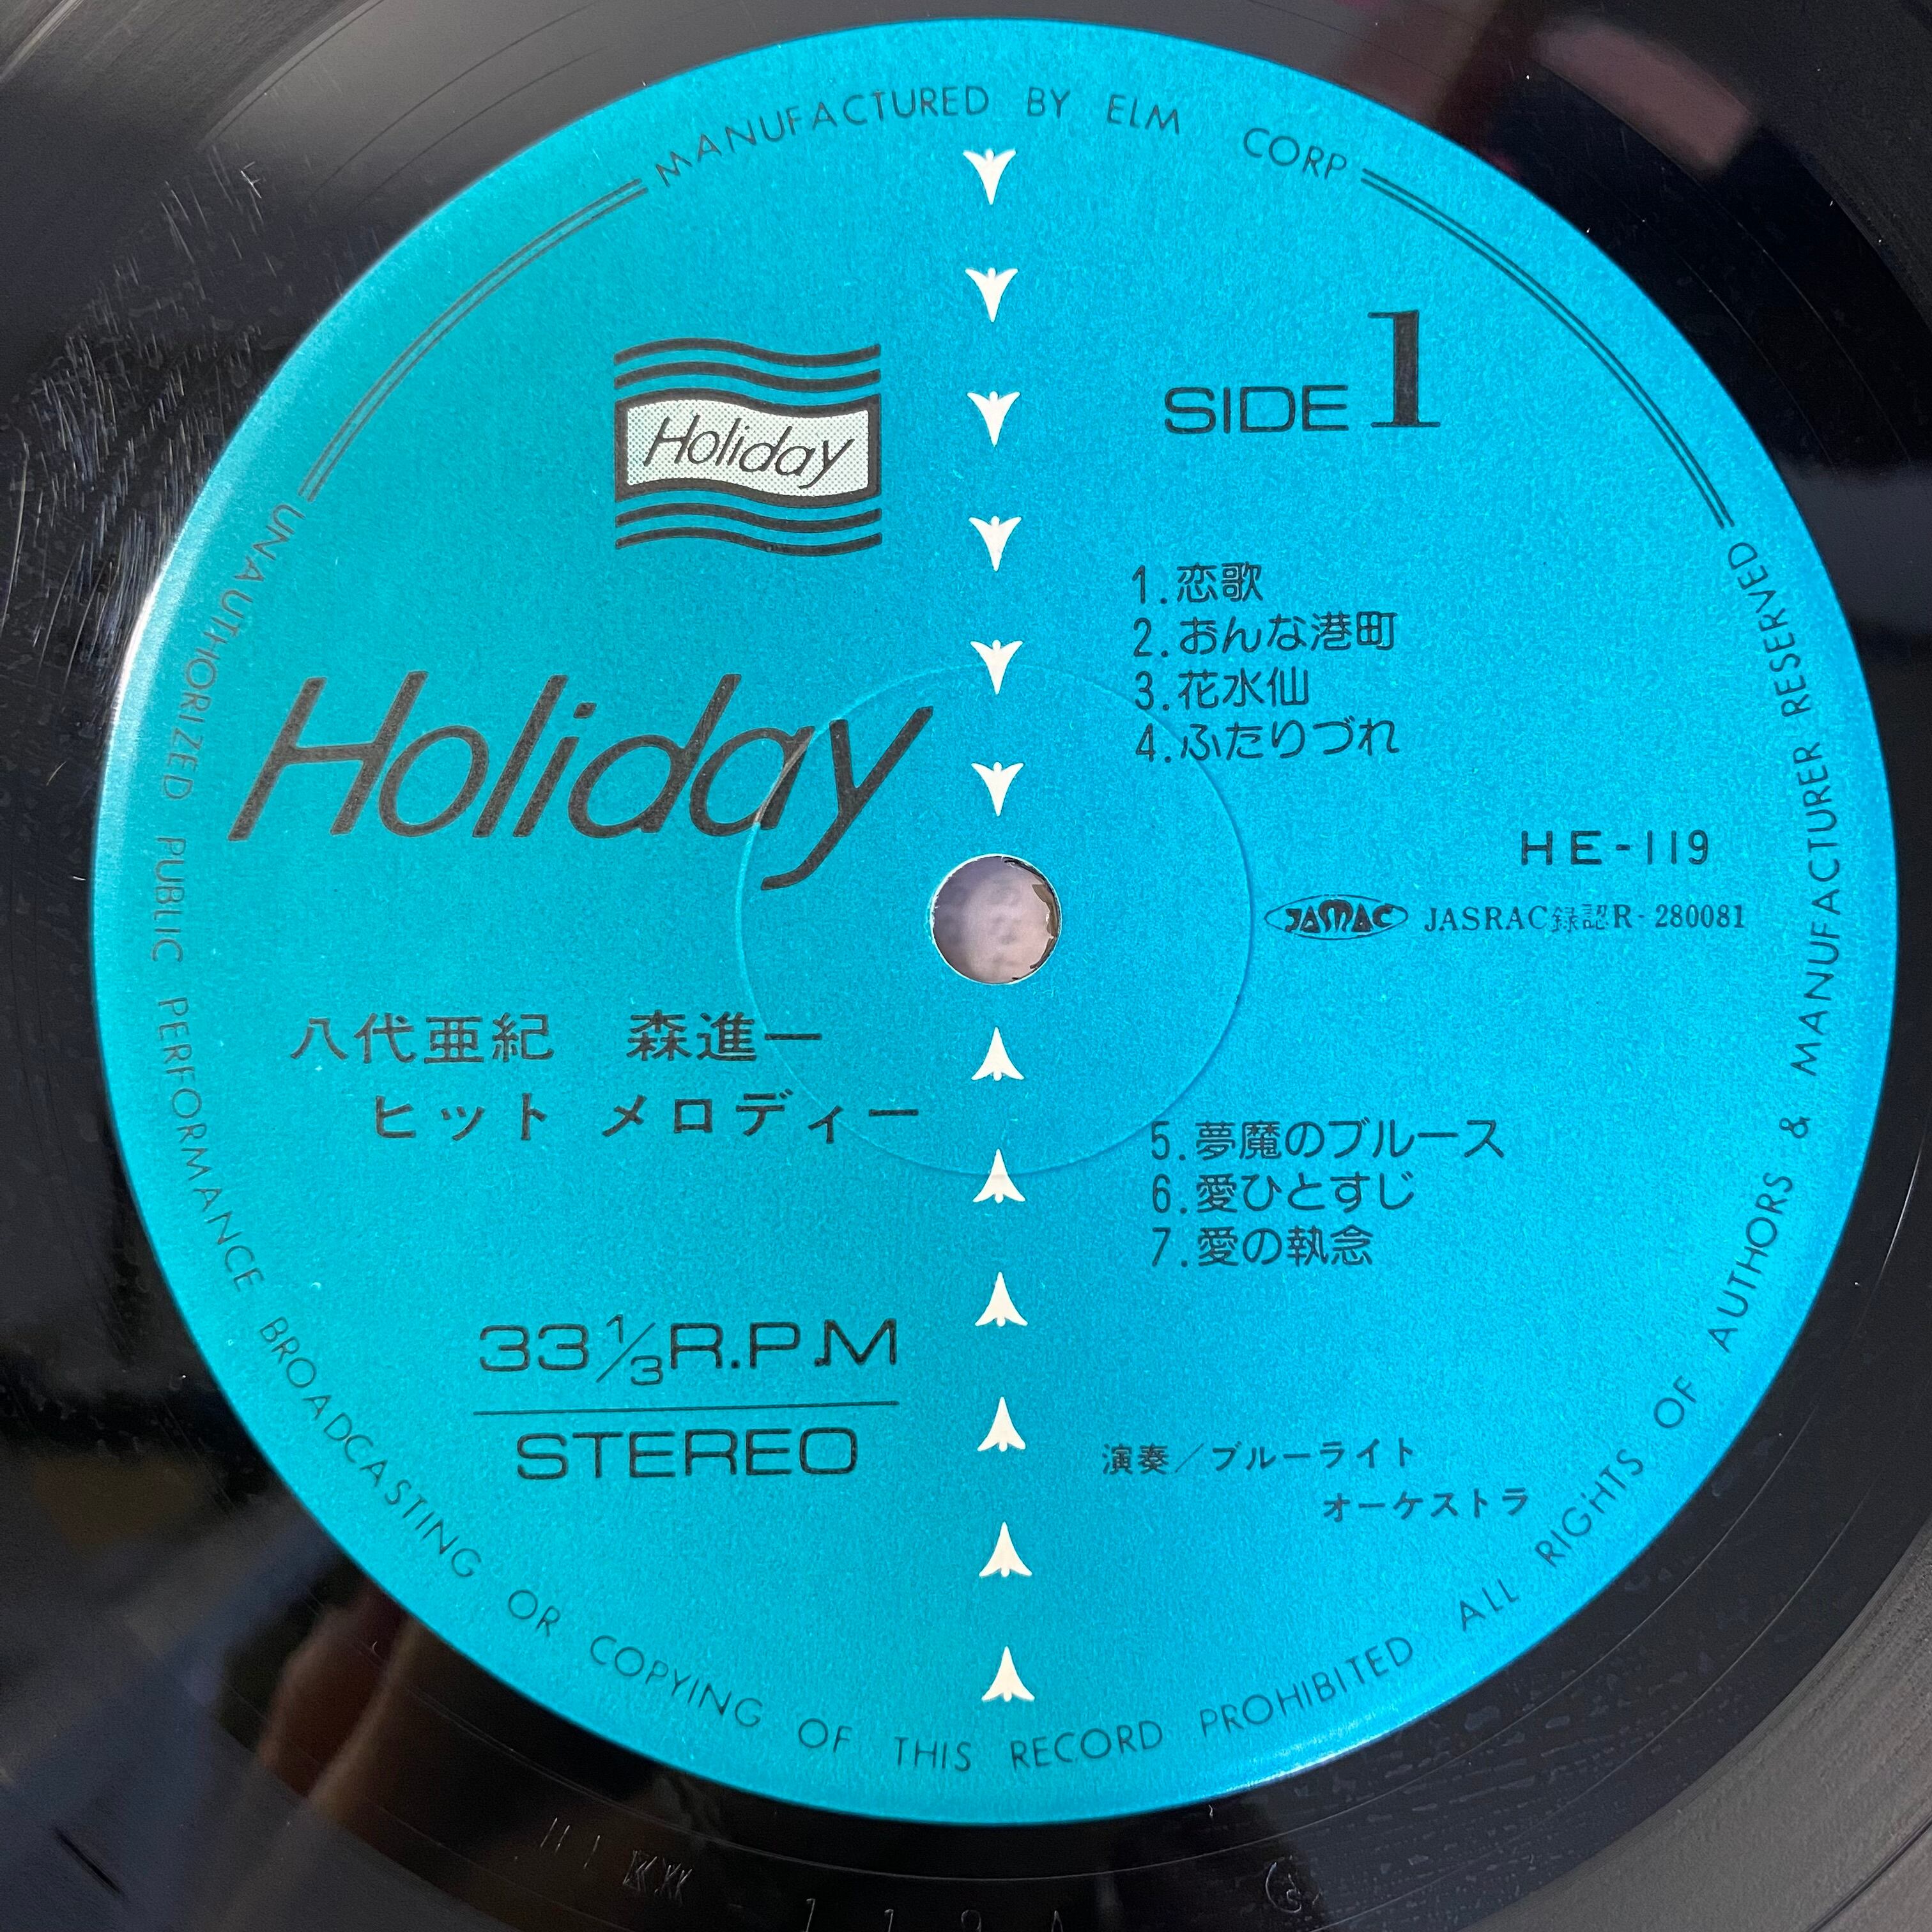 MANUFACTURED BY ELM CORP
Holiday
SIDE 1
Holiday
1.恋歌
2.おんな港町
3.花水仙
4.ふたりづれ
HE-119
JASRAC JASRAC録認R-280081
八代亜紀 森進一
ヒット メロディー
5.夢魔のブルース
6.愛ひとすじ
7.愛の執念
33⅓R.P.M
STEREO
演奏/ブルーライト
オーケストラ
UNAUTHORIZED PUBLIC PERFORMANCE BROADCASTING OR COPYING OF THIS RECORD PROHIBITED ALL RIGHTS OF AUTHORS & MANUFACTURER RESERVED